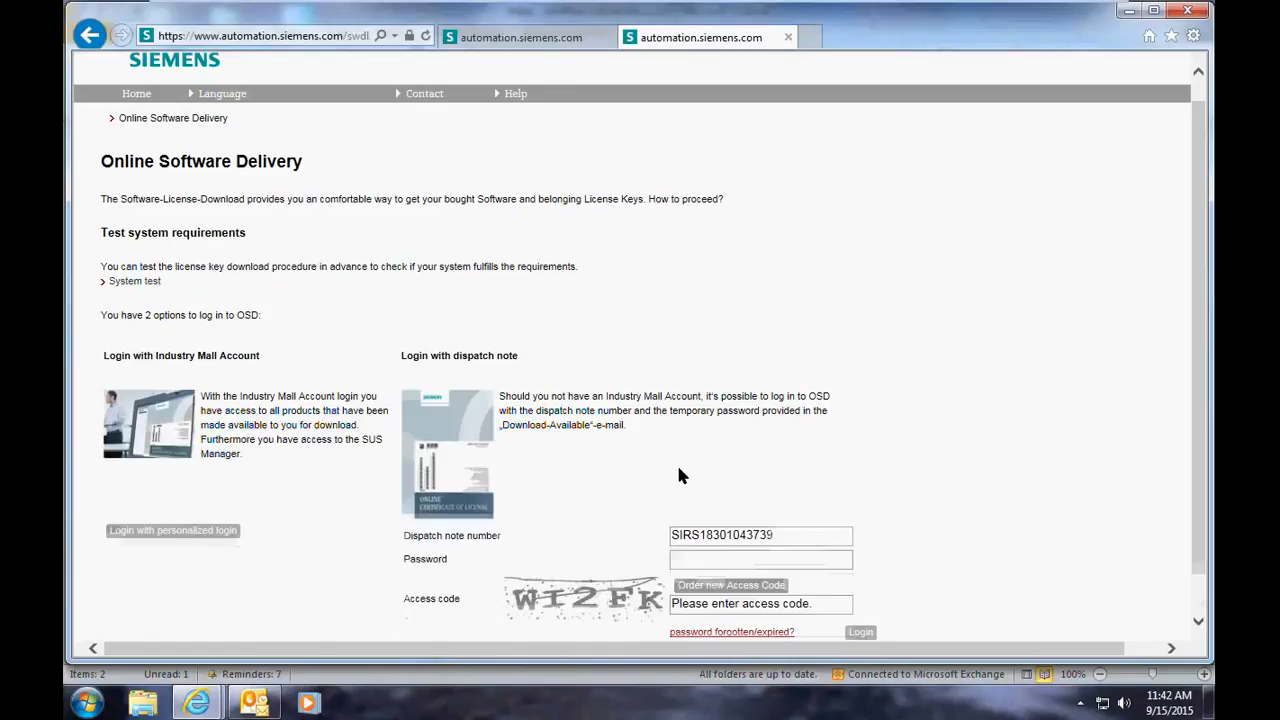 https://www.automation.siemens.com/swdl
automation.siemens.com
automation.siemens.com
SIEMENS
Home
Language
Contact
Help
Online Software Delivery
Online Software Delivery
The Software-License-Download provides you an comfortable way to get your bought Software and belonging License Keys. How to proceed?
Test system requirements
You can test the license key download procedure in advance to check if your system fulfills the requirements.
System test
You have 2 options to log in to OSD:
Login with Industry Mall Account
With the Industry Mall Account login you
have access to all products that have been
made available to you for download.
Furthermore you have access to the SUS
Manager.
Login with personalized login
Login with dispatch note
SIEMENS
ONLINE
CERTIFICATE OF LICENSE
Should you not have an Industry Mall Account, it's possible to log in to OSD
with the dispatch note number and the temporary password provided in the
„Download-Available“-e-mail.
Dispatch note number
SIRS18301043739
Password
Order new Access Code
Access code
WI2FK
Please enter access code.
password forgotten/expired?
Login
Items: 2
Unread: 1
Reminders: 7
All folders are up to date.
Connected to Microsoft Exchange
100%
11:42 AM
9/15/2015